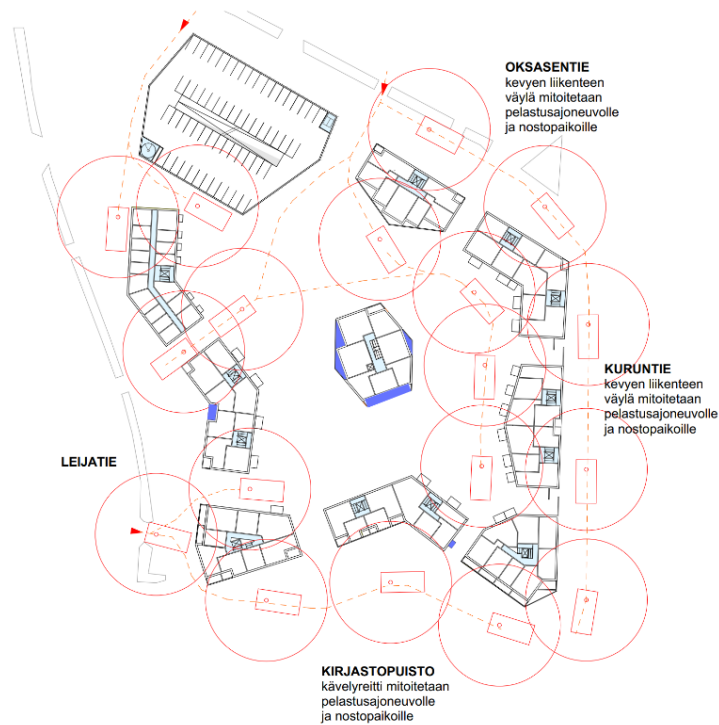 OKSASENTIE
kevyen liikenteen
väylä mitoitetaan
pelastusajoneuvolle
ja nostopaikoille
KURUNTIE
kevyen liikenteen
väylä mitoitetaan
pelastusajoneuvolle
ja nostopaikoille
LEIJATIE
KIRJASTOPUISTO
kävelyreitti mitoitetaan
pelastusajoneuvolle
ja nostopaikoille